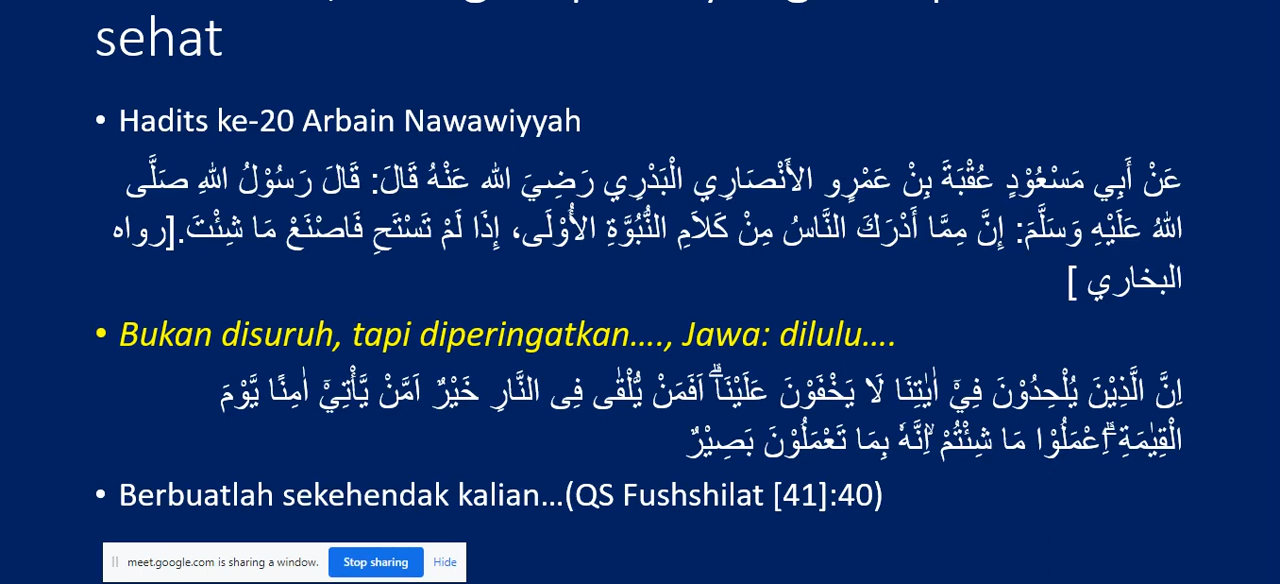 sehat
• Hadits ke-20 Arbain Nawawiyyah
عَنْ أَبِي مَسْعُوْدٍ عُقْبَةَ بِنْ عَمْرٍو الأَنْصَارِي الْبَدْرِي رَضِيَ الله عَنْهُ قَالَ: قَالَ رَسُوْلُ اللهِ صَلَّى
اللهُ عَلَيْهِ وَسَلَّمَ: إِنَّ مِمَّا أَدْرَكَ النَّاسُ مِنْ كَلاَمِ النُّبُوَّةِ الأُوْلَى، إِذَا لَمْ تَسْتَحِ فَاصْنَعْ مَا شِئْتَ.[رواه
البخاري ]
• Bukan disuruh, tapi diperingatkan...., Jawa: dilulu....
اِنَّ الَّذِيْنَ يُلْحِدُوْنَ فِيْٓ اٰيٰتِنَا لَا يَخْفَوْنَ عَلَيْنَاۗ اَفَمَنْ يُّلْقٰى فِى النَّارِ خَيْرٌ اَمَّنْ يَّأْتِيْٓ اٰمِنًا يَّوْمَ
الْقِيٰمَةِۗ اِعْمَلُوْا مَا شِئْتُمْ ۙاِنَّهٗ بِمَا تَعْمَلُوْنَ بَصِيْرٌ
• Berbuatlah sekehendak kalian...(QS Fushshilat [41]:40)
meet.google.com is sharing a window. Stop sharing Hide